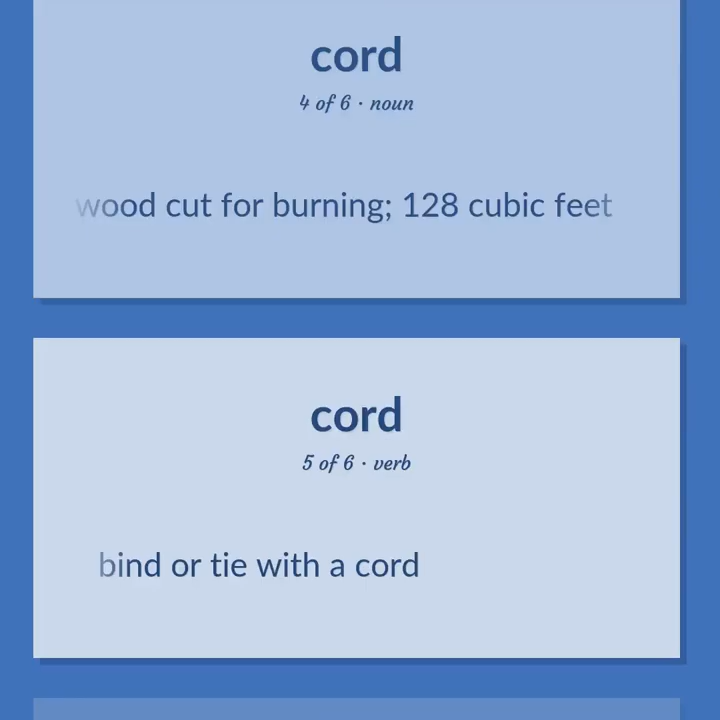 cord
4 of 6 · noun
wood cut for burning; 128 cubic feet
cord
5 of 6 · verb
bind or tie with a cord